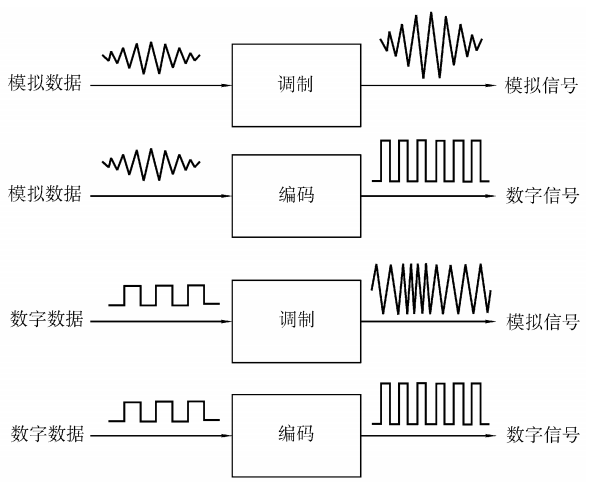 模拟数据 调制 模拟信号
模拟数据 编码 数字信号
数字数据 调制 模拟信号
数字数据 编码 数字信号